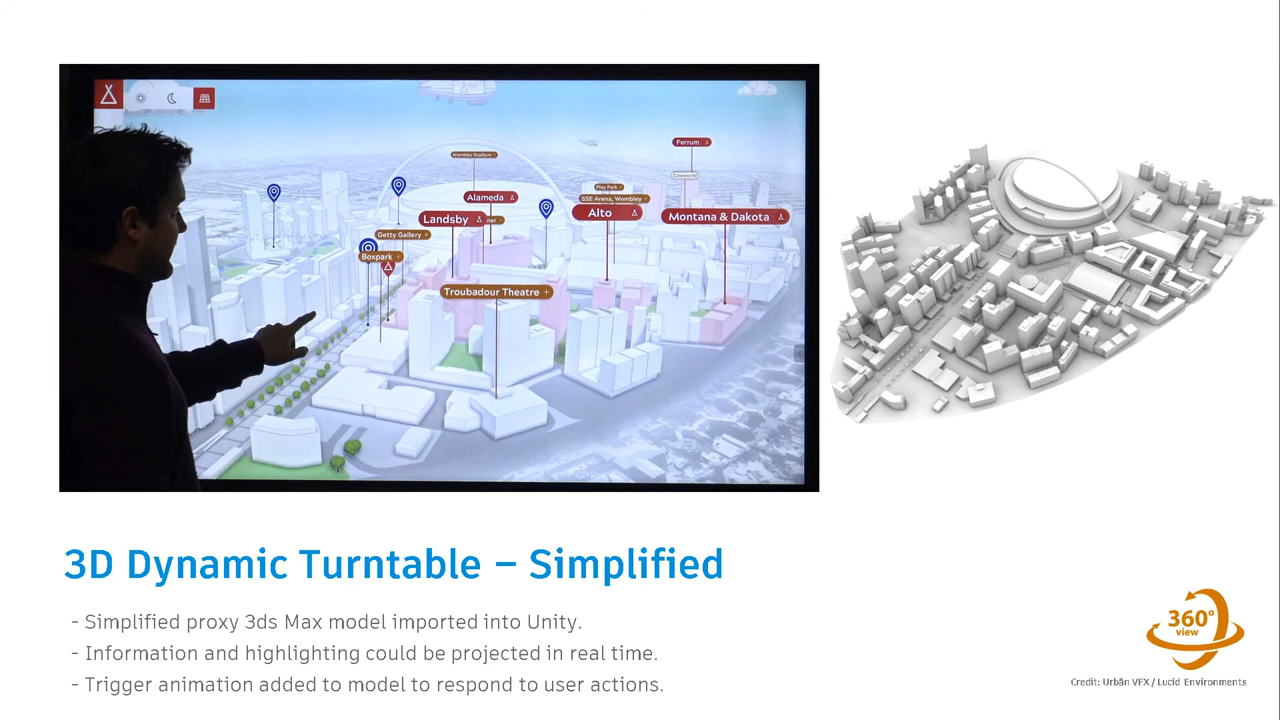 Wembley Stadium +
Ferrum
Cineworld
Play Park +
SSE Arena, Wembley +
Alameda
Alto
Landsby
Montana & Dakota
Getty Gallery +
Boxpark +
Troubadour Theatre +
3D Dynamic Turntable – Simplified
- Simplified proxy 3ds Max model imported into Unity.
- Information and highlighting could be projected in real time.
- Trigger animation added to model to respond to user actions.
360°
view
Credit: Urbân VFX / Lucid Environments